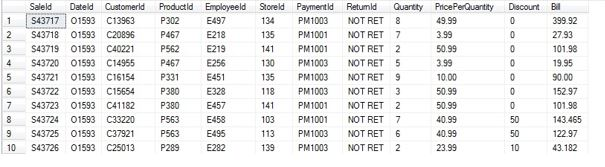 SaleId DateId CustomerId ProductId EmployeeId StoreId PaymentId ReturnId Quantity PricePerQuantity Discount Bill
1 S43717 O1593 C13963 P302 E497 134 PM1003 NOT RET 8 49.99 0 399.92
2 S43718 O1593 C20896 P467 E218 135 PM1001 NOT RET 7 3.99 0 27.93
3 S43719 O1593 C40221 P562 E219 141 PM1003 NOT RET 2 50.99 0 101.98
4 S43720 O1593 C14955 P467 E256 130 PM1003 NOT RET 5 3.99 0 19.95
5 S43721 O1593 C16154 P331 E451 135 PM1003 NOT RET 9 10.00 0 90.00
6 S43722 O1593 C15654 P380 E328 118 PM1003 NOT RET 3 50.99 0 152.97
7 S43723 O1593 C41182 P380 E457 141 PM1001 NOT RET 2 50.99 0 101.98
8 S43724 O1593 C33220 P563 E458 103 PM1001 NOT RET 7 40.99 50 143.465
9 S43725 O1593 C37921 P563 E495 113 PM1003 NOT RET 6 40.99 50 122.97
10 S43726 O1593 C25013 P289 E282 139 PM1003 NOT RET 2 23.99 10 43.182